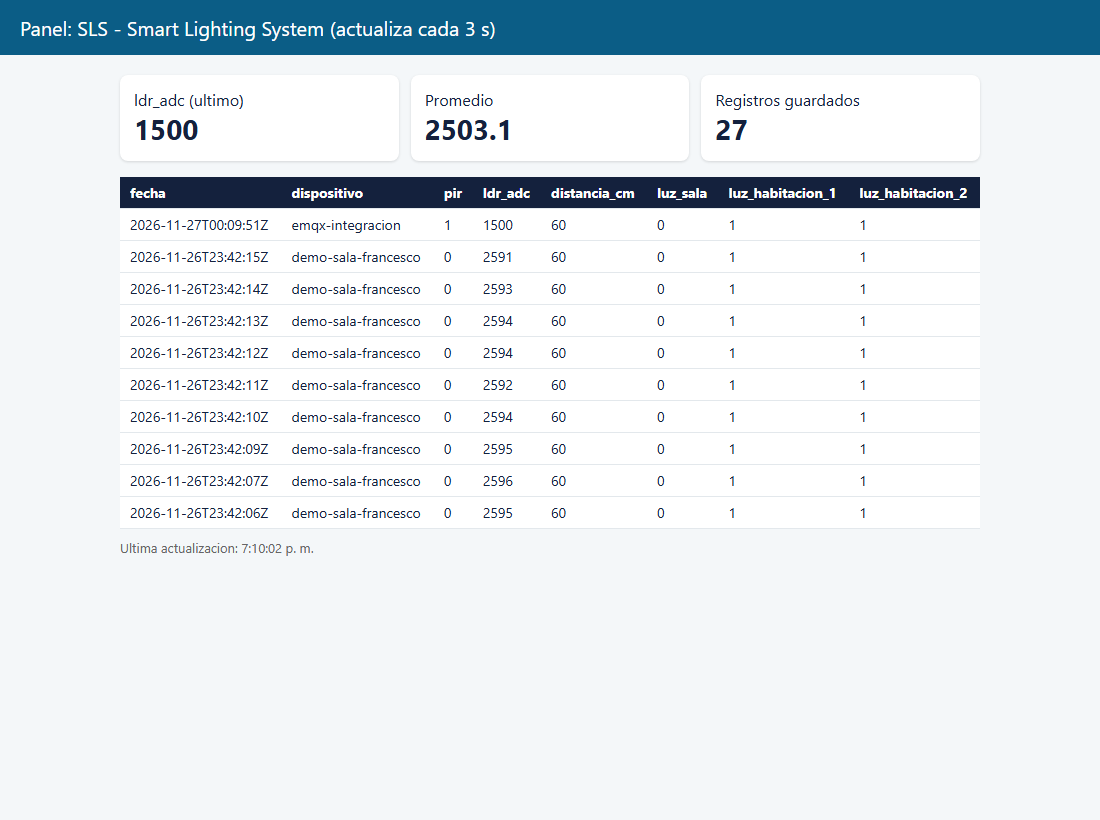 Panel: SLS - Smart Lighting System (actualiza cada 3 s)
ldr_adc (ultimo) Promedio Registros guardados
1500 2503.1 27
fecha dispositivo pir ldr_adc distancia_cm luz_sala luz_habitacion_1 luz_habitacion_2
2026-11-27T00:09:51Z emqx-integracion 1 1500 60 0 1 1
2026-11-26T23:42:15Z demo-sala-francesco 0 2591 60 0 1 1
2026-11-26T23:42:14Z demo-sala-francesco 0 2593 60 0 1 1
2026-11-26T23:42:13Z demo-sala-francesco 0 2594 60 0 1 1
2026-11-26T23:42:12Z demo-sala-francesco 0 2594 60 0 1 1
2026-11-26T23:42:11Z demo-sala-francesco 0 2592 60 0 1 1
2026-11-26T23:42:10Z demo-sala-francesco 0 2594 60 0 1 1
2026-11-26T23:42:09Z demo-sala-francesco 0 2595 60 0 1 1
2026-11-26T23:42:07Z demo-sala-francesco 0 2596 60 0 1 1
2026-11-26T23:42:06Z demo-sala-francesco 0 2595 60 0 1 1
Ultima actualizacion: 7:10:02 p. m.